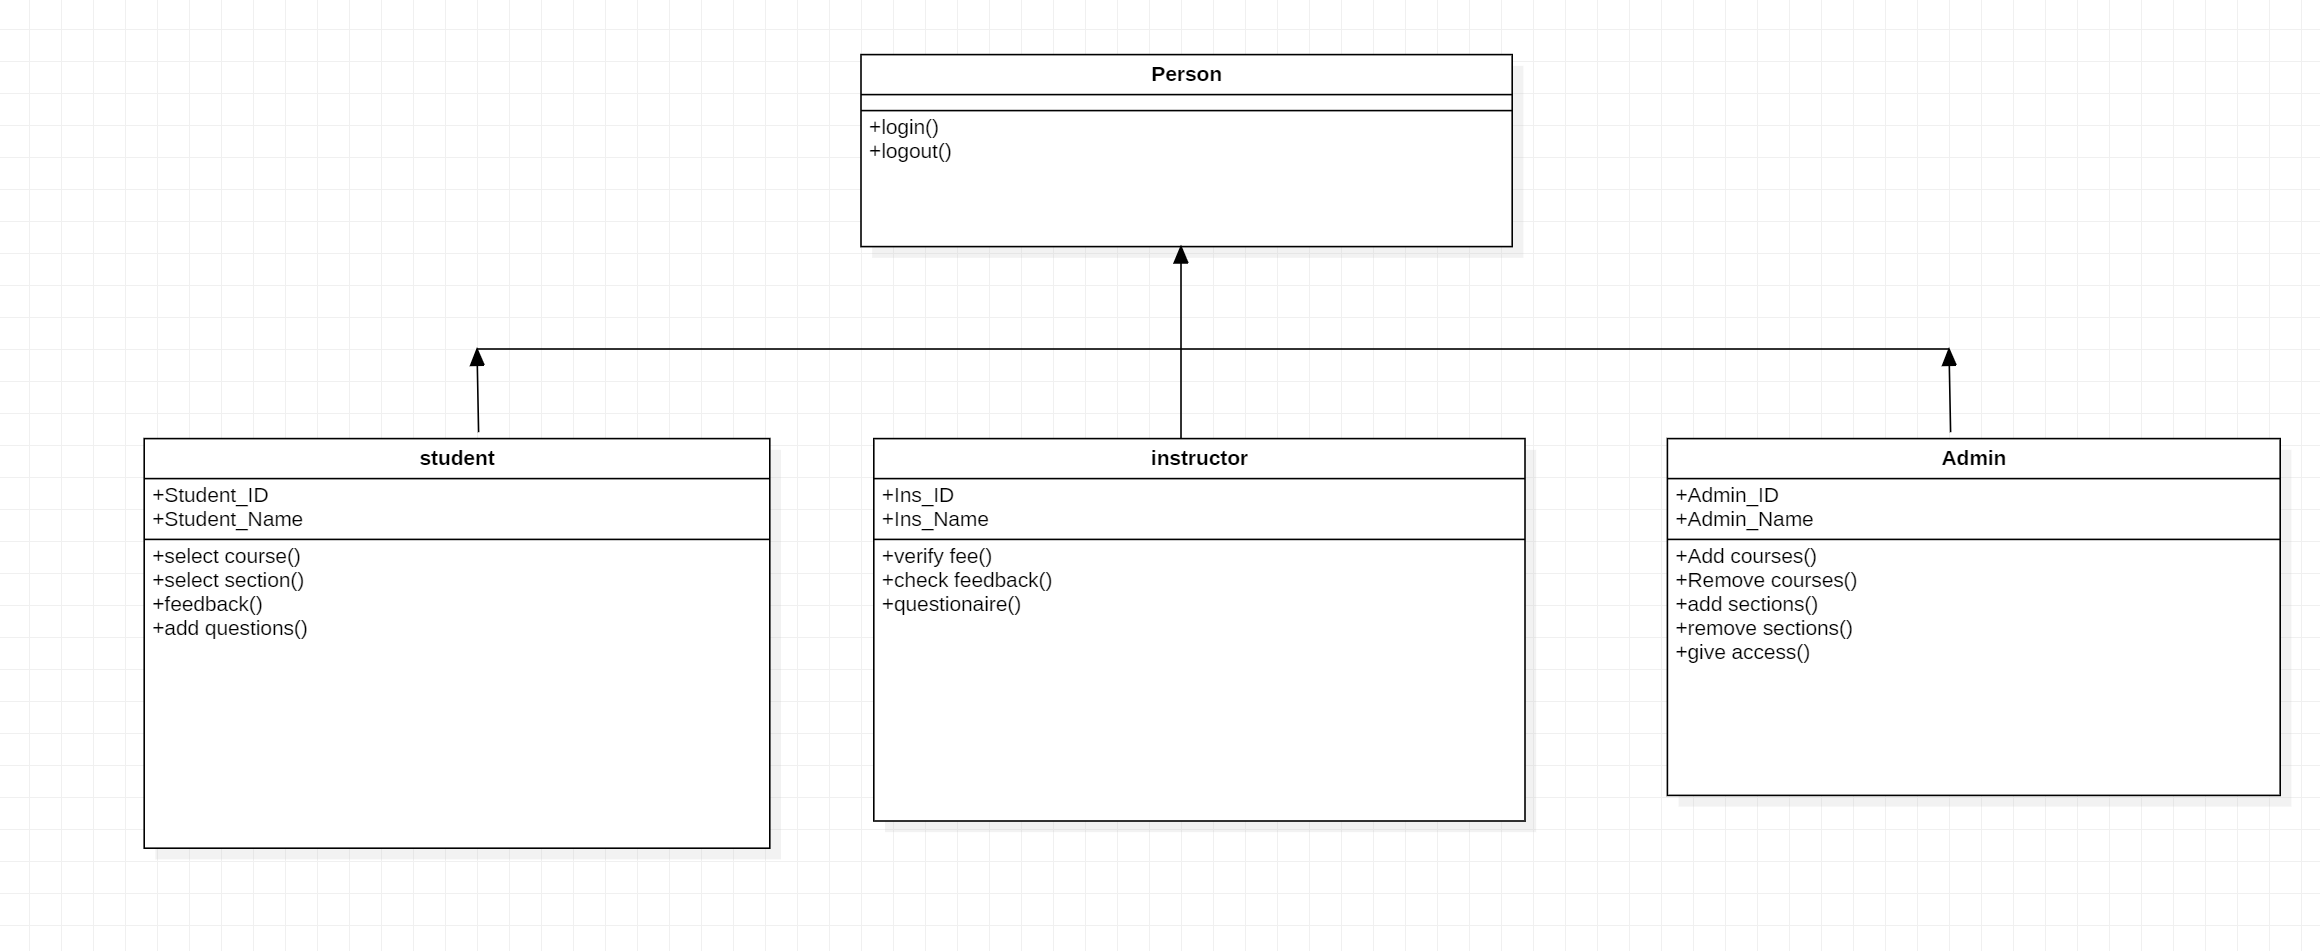 Person
+login()
+logout()
student
+Student_ID
+Student_Name
+select course()
+select section()
+feedback()
+add questions()
instructor
+Ins_ID
+Ins_Name
+verify fee()
+check feedback()
+questionaire()
Admin
+Admin_ID
+Admin_Name
+Add courses()
+Remove courses()
+add sections()
+remove sections()
+give access()